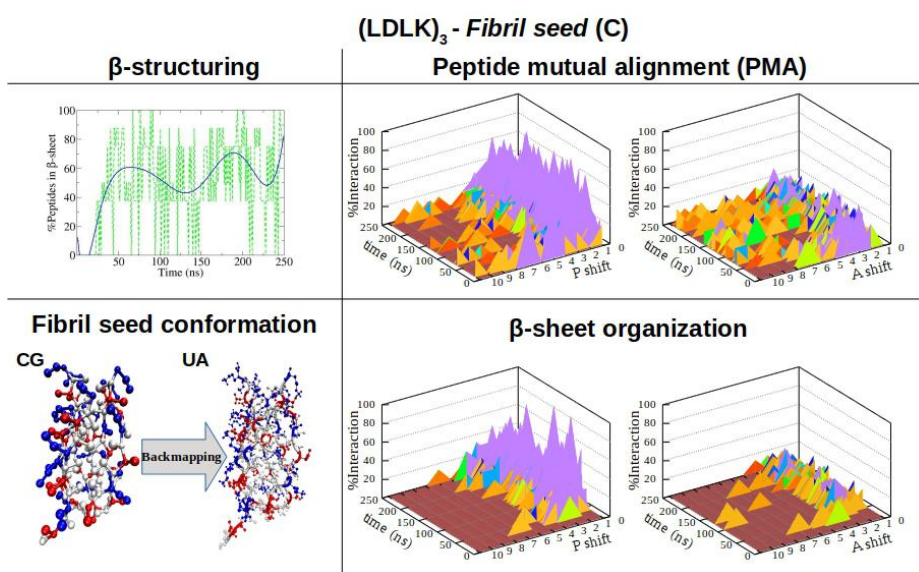 (LDLK)3 - Fibril seed (C)
β-structuring
Peptide mutual alignment (PMA)
%Peptides in β-sheet
100
80
60
40
20
0
50
100
150
200
250
Time (ns)
%Interaction
100
80
60
40
20
250
200
150
100
50
0
time (ns)
10 9 8 7 6 5 4 3 2 1 0
P shift
%Interaction
100
80
60
40
20
250
200
150
100
50
0
time (ns)
10 9 8 7 6 5 4 3 2 1 0
A shift
Fibril seed conformation
CG
UA
Backmapping
β-sheet organization
%Interaction
100
80
60
40
20
250
200
150
100
50
0
time (ns)
10 9 8 7 6 5 4 3 2 1 0
P shift
%Interaction
100
80
60
40
20
250
200
150
100
50
0
time (ns)
10 9 8 7 6 5 4 3 2 1 0
A shift